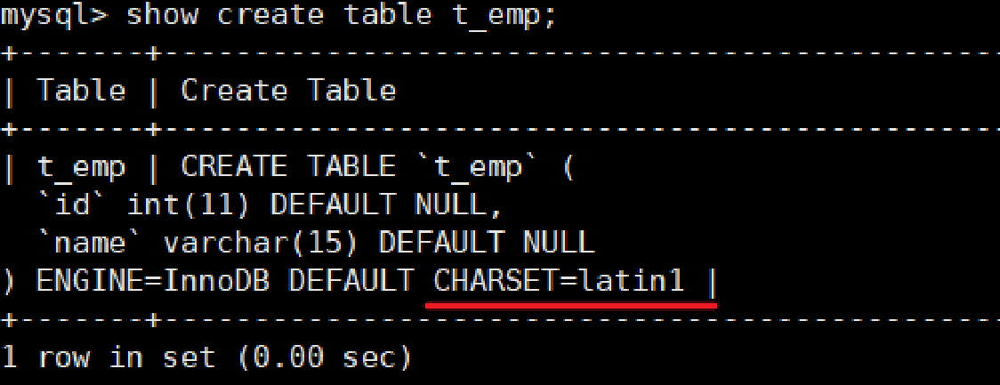 mysql> show create table t_emp;
+-------+----------------------------------------------
| Table | Create Table
+-------+----------------------------------------------
| t_emp | CREATE TABLE `t_emp` (
  `id` int(11) DEFAULT NULL,
  `name` varchar(15) DEFAULT NULL
) ENGINE=InnoDB DEFAULT CHARSET=latin1 |
+-------+----------------------------------------------
1 row in set (0.00 sec)